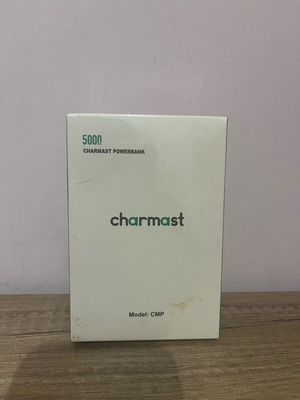 5000
CHARMAST POWERBANK
charmast
Model: CMP